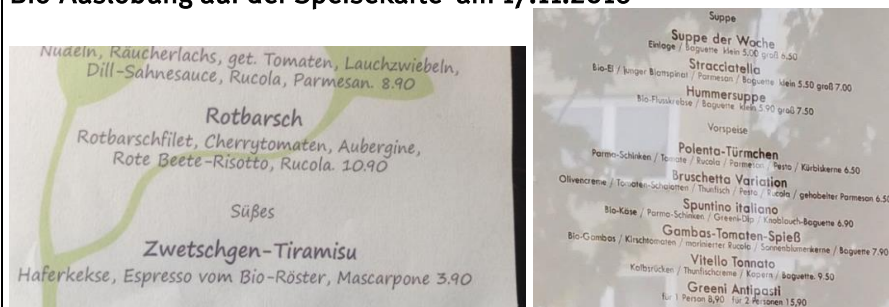 Bio-Auslobung auf der Speisekarte am 17.11.2016
Nudeln, Räucherlachs, get. Tomaten, Lauchzwiebeln,
Dill-Sahnesauce, Rucola, Parmesan. 8.90
Rotbarsch
Rotbarschfilet, Cherrytomaten, Aubergine,
Rote Beete-Risotto, Rucola. 10.90
Süßes
Zwetschgen-Tiramisu
Haferkekse, Espresso vom Bio-Röster, Mascarpone 3.90
Suppe
Suppe der Woche
Einlage / Baguette klein 5,00 groß 6.50
Stracciatella
Bio-Ei / junger Blattspinat / Parmesan / Baguette klein 5.50 groß 7.00
Hummersuppe
Bio-Flusskrebse / Baguette klein 5.90 groß 7.50
Vorspeise
Polenta-Türmchen
Parma-Schinken / Tomate / Rucola / Parmesan / Pesto / Kürbiskerne 6.50
Bruschetta Variation
Olivencreme / Tomaten-Schalotten / Thunfisch / Pesto / Rucola / gehobelter Parmesan 6.50
Spuntino italiano
Bio-Käse / Parma-Schinken / Greeni-Dip / Knoblauch-Baguette 6.90
Gambas-Tomaten-Spieß
Bio-Gambas / Kirschtomaten / marinierter Rucola / Sonnenblumenkerne / Baguette 7.90
Vitello Tonnato
Kalbsrücken / Thunfischcreme / Kapern / Baguette. 9.50
Greeni Antipasti
für 1 Person 8,90 für 2 Personen 15,90